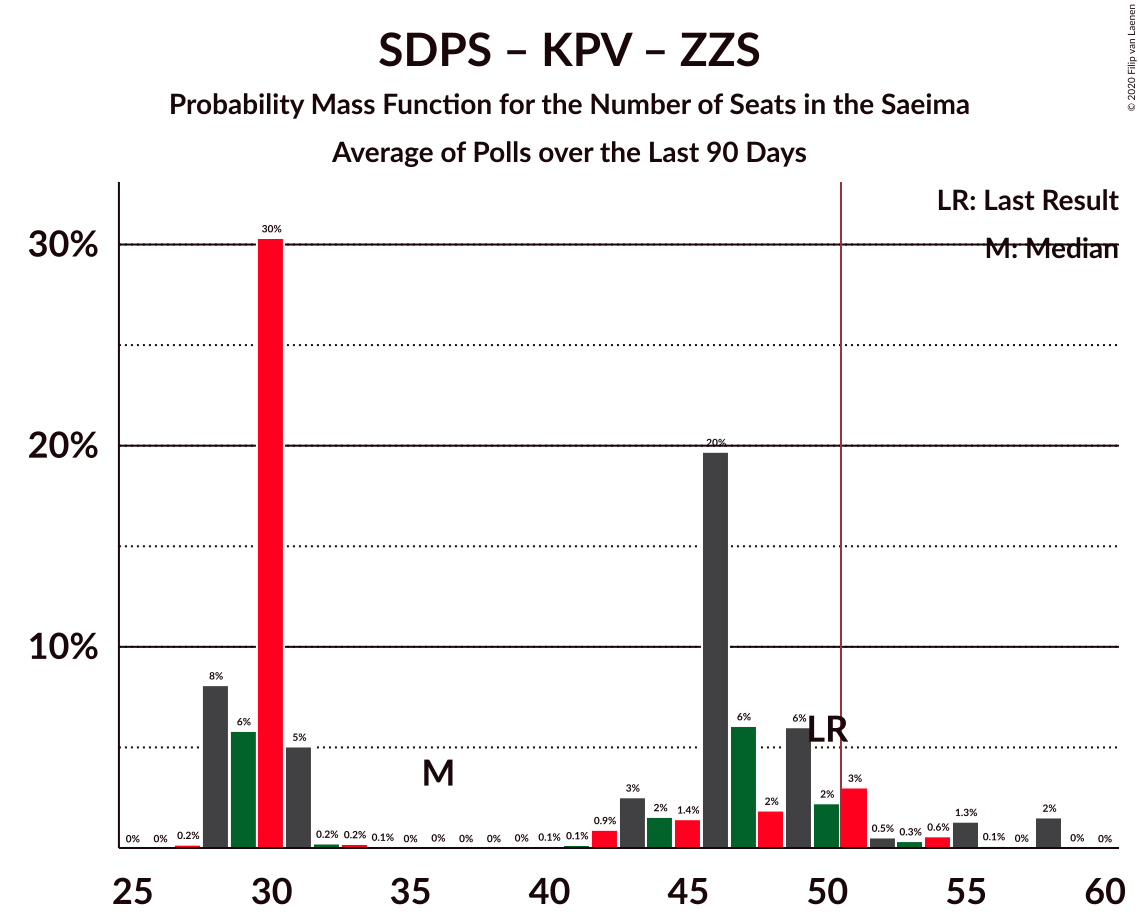 SDPS – KPV – ZZS
Probability Mass Function for the Number of Seats in the Saeima
Average of Polls over the Last 90 Days
© 2020 Filip van Laenen
LR: Last Result
M: Median
30%
20%
10%
0% 0% 0.2% 8% 6% 30% 5% 0.2% 0.2% 0.1% 0% 0% 0% 0% 0% 0.1% 0.1% 0.9% 3% 2% 1.4% 20% 6% 2% 6% 2% 3% 0.5% 0.3% 0.6% 1.3% 0.1% 0% 2% 0% 0%
M
LR
25 30 35 40 45 50 55 60